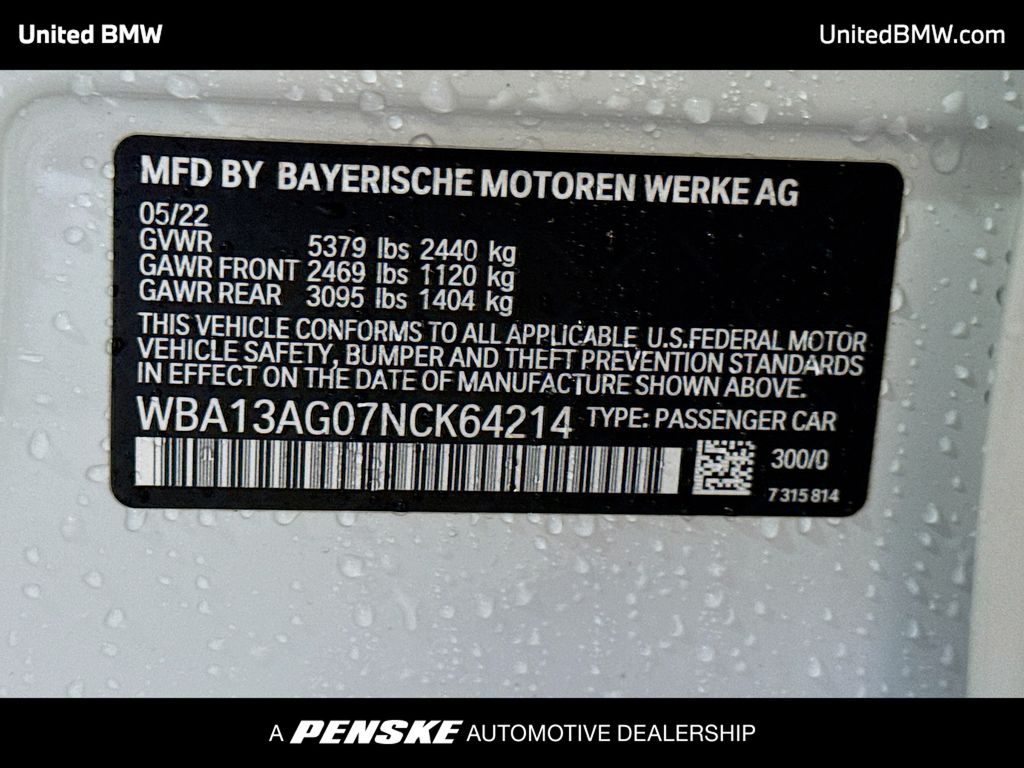 United BMW
UnitedBMW.com
MFD BY BAYERISCHE MOTOREN WERKE AG
05/22
GVWR 5379 lbs 2440 kg
GAWR FRONT 2469 lbs 1120 kg
GAWR REAR 3095 lbs 1404 kg
THIS VEHICLE CONFORMS TO ALL APPLICABLE U.S.FEDERAL MOTOR
VEHICLE SAFETY, BUMPER AND THEFT PREVENTION STANDARDS
IN EFFECT ON THE DATE OF MANUFACTURE SHOWN ABOVE.
WBA13AG07NCK64214 TYPE: PASSENGER CAR
300/0
7315814
A PENSKE AUTOMOTIVE DEALERSHIP